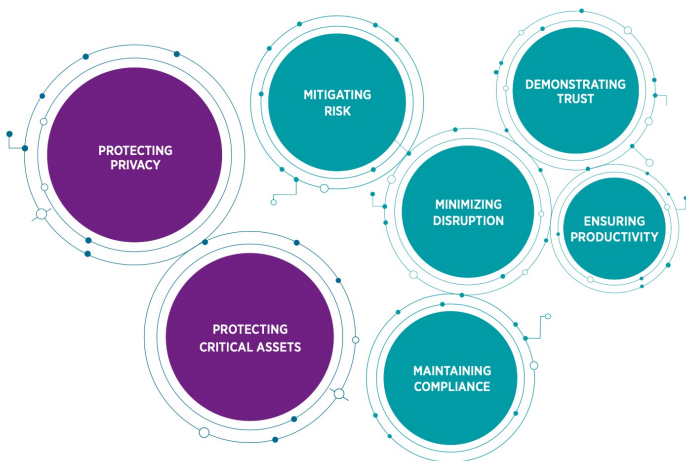 PROTECTING
PRIVACY
MITIGATING
RISK
DEMONSTRATING
TRUST
MINIMIZING
DISRUPTION
ENSURING
PRODUCTIVITY
PROTECTING
CRITICAL ASSETS
MAINTAINING
COMPLIANCE